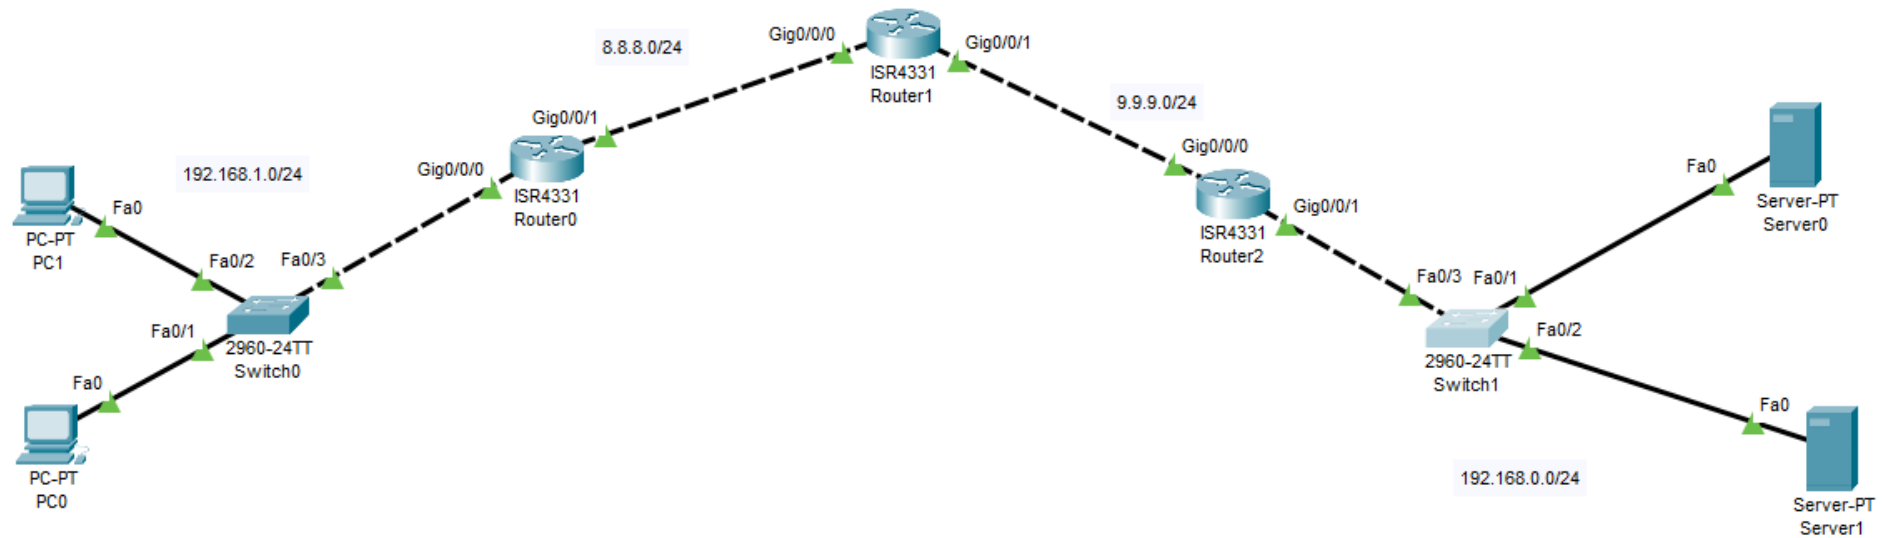 Gig0/0/0
Gig0/0/1
8.8.8.0/24
ISR4331
Router1
9.9.9.0/24
Gig0/0/1
Gig0/0/0
192.168.1.0/24
Gig0/0/0
ISR4331
Router0
Fa0
Server-PT
Server0
Fa0
PC-PT
PC1
Gig0/0/1
ISR4331
Router2
Fa0/2
Fa0/3
Fa0/3
Fa0/1
Fa0/1
2960-24TT
Switch0
Fa0/2
2960-24TT
Switch1
Fa0
PC-PT
PC0
Fa0
192.168.0.0/24
Server-PT
Server1